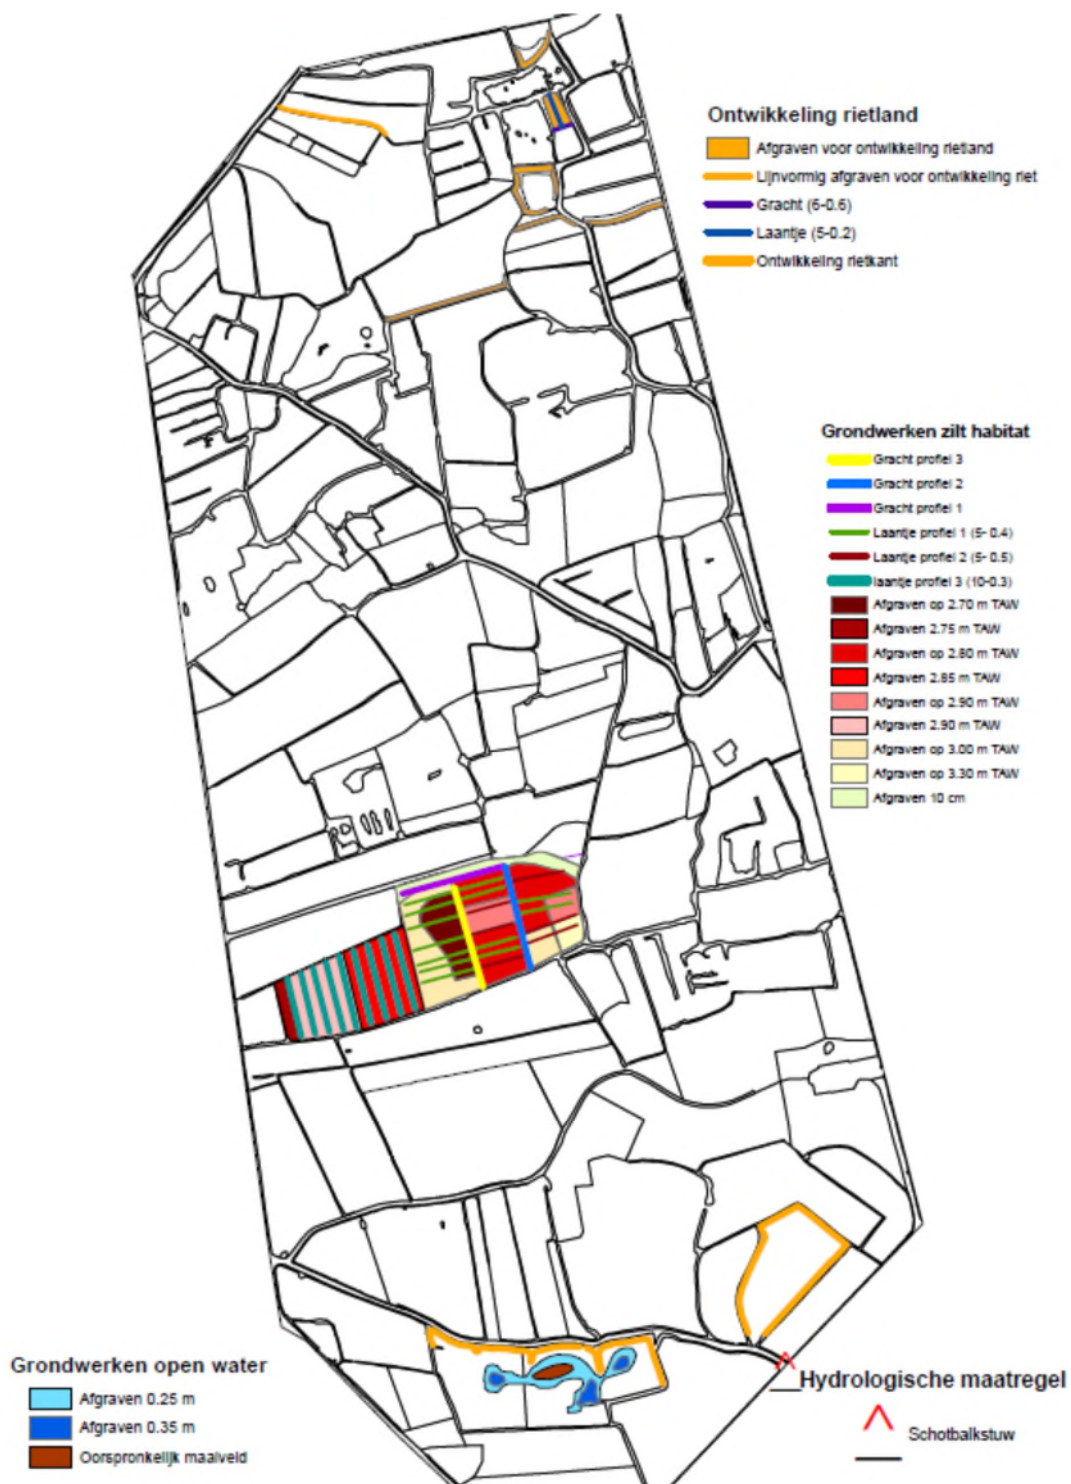 Ontwikkeling rietland
Afgraven voor ontwikkeling rietland
Lijnvormig afgraven voor ontwikkeling riet
Gracht (6-0.6)
Laantje (5-0.2)
Ontwikkeling rietkant
Grondwerken zilt habitat
Gracht profiel 3
Gracht profiel 2
Gracht profiel 1
Laantje profiel 1 (5- 0.4)
Laantje profiel 2 (5- 0.5)
laantje profiel 3 (10-0.3)
Afgraven op 2.70 m TAW
Afgraven 2.75 m TAW
Afgraven op 2.80 m TAW
Afgraven 2.85 m TAW
Afgraven op 2.90 m TAW
Afgraven 2.90 m TAW
Afgraven op 3.00 m TAW
Afgraven op 3.30 m TAW
Afgraven 10 cm
Grondwerken open water
Afgraven 0.25 m
Afgraven 0.35 m
Oorspronkelijk maaiveld
Hydrologische maatregel
Schotbalkstuw